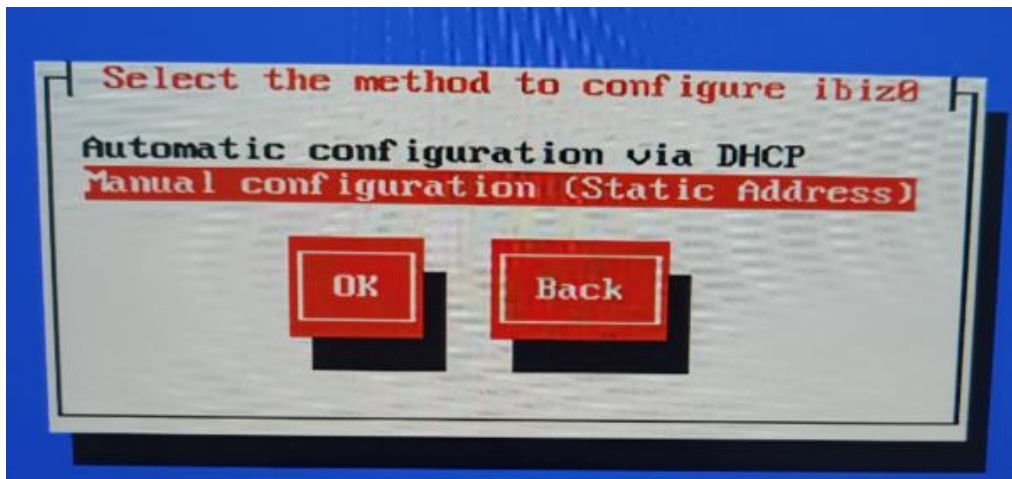 Select the method to configure ibiz0
Automatic configuration via DHCP
Manual configuration (Static Address)
OK
Back